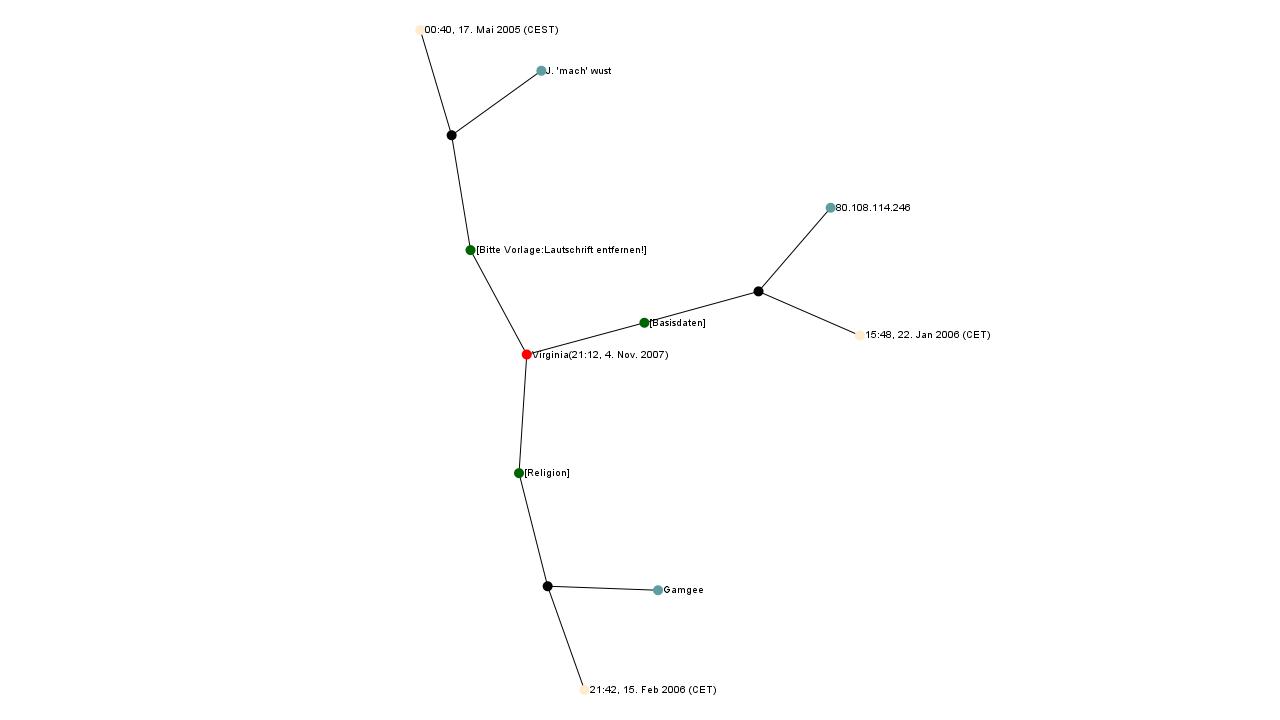 00:40, 17. Mai 2005 (CEST)
J. 'mach' wust
80.108.114.246
[Bitte Vorlage:Lautschrift entfernen!]
[Basisdaten]
15:48, 22. Jan 2006 (CET)
Virginia(21:12, 4. Nov. 2007)
[Religion]
Gamgee
21:42, 15. Feb 2006 (CET)